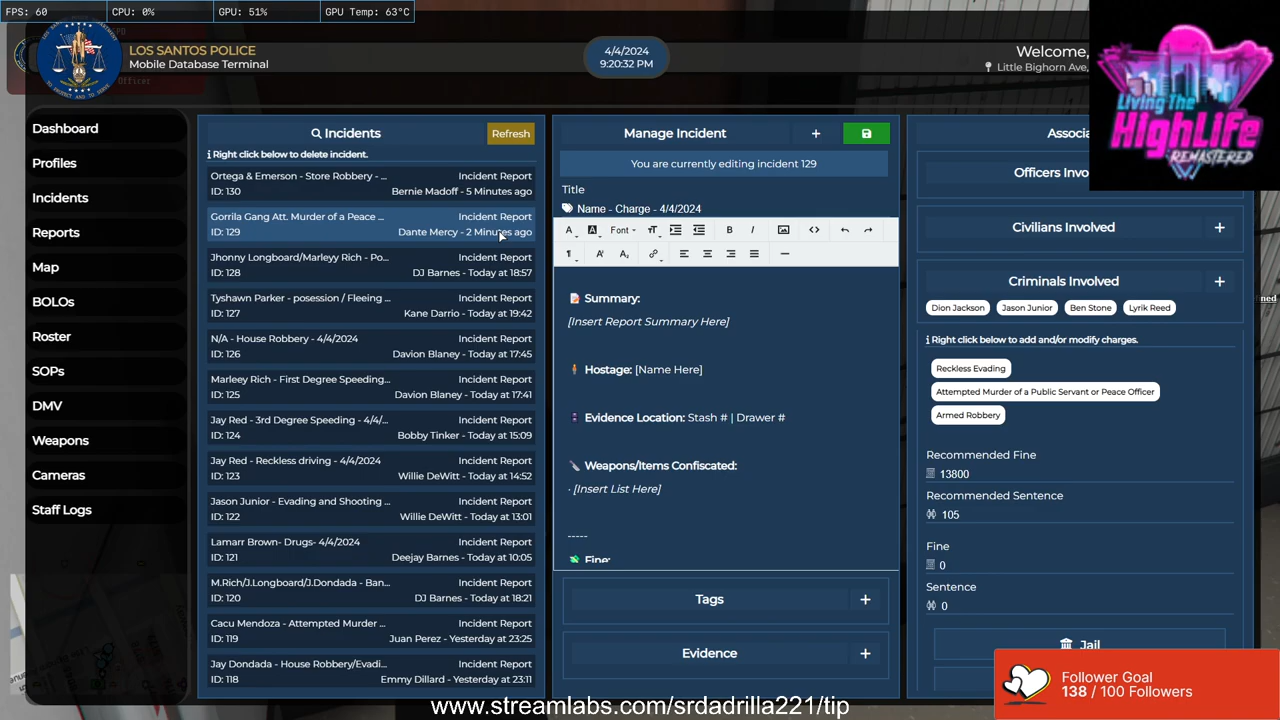 FPS: 60
CPU: 0%
GPU: 51%
GPU Temp: 63°C
Officer
LOS SANTOS POLICE
Mobile Database Terminal
4/4/2024
9:20:32 PM
Welcome,
Little Bighorn Ave,
LIVING THE
HIGHLIFE
REMASTERED
Dashboard
Profiles
Incidents
Reports
Map
BOLOs
Roster
SOPs
DMV
Weapons
Cameras
Staff Logs
Incidents
Refresh
Right click below to delete incident.
Ortega & Emerson - Store Robbery - ...
Incident Report
ID: 130
Bernie Madoff - 5 Minutes ago
Gorrila Gang Att. Murder of a Peace ...
Incident Report
ID: 129
Dante Mercy - 2 Minutes ago
Jhonny Longboard/Marleyy Rich - Po...
Incident Report
ID: 128
DJ Barnes - Today at 18:57
Tyshawn Parker - posession / Fleeing ...
Incident Report
ID: 127
Kane Darrio - Today at 19:42
N/A - House Robbery - 4/4/2024
Incident Report
ID: 126
Davion Blaney - Today at 17:45
Marleey Rich - First Degree Speeding...
Incident Report
ID: 125
Davion Blaney - Today at 17:41
Jay Red - 3rd Degree Speeding - 4/4/...
Incident Report
ID: 124
Bobby Tinker - Today at 15:09
Jay Red - Reckless driving - 4/4/2024
Incident Report
ID: 123
Willie DeWitt - Today at 14:52
Jason Junior - Evading and Shooting ...
Incident Report
ID: 122
Willie DeWitt - Today at 13:01
Lamarr Brown- Drugs- 4/4/2024
Incident Report
ID: 121
Deejay Barnes - Today at 10:05
M.Rich/J.Longboard/J.Dondada - Ban...
Incident Report
ID: 120
DJ Barnes - Today at 18:21
Cacu Mendoza - Attempted Murder ...
Incident Report
ID: 119
Juan Perez - Yesterday at 23:25
Jay Dondada - House Robbery/Evadi...
Incident Report
ID: 118
Emmy Dillard - Yesterday at 23:11
Manage Incident
+
You are currently editing incident 129
Title
Name - Charge - 4/4/2024
Font
Summary:
[Insert Report Summary Here]
Hostage: [Name Here]
Evidence Location: Stash # | Drawer #
Weapons/Items Confiscated:
· [Insert List Here]
-----
Fine:
Tags
+
Evidence
+
Associa
Officers Invo
Civilians Involved
+
Criminals Involved
+
Dion Jackson
Jason Junior
Ben Stone
Lyrik Reed
Right click below to add and/or modify charges.
Reckless Evading
Attempted Murder of a Public Servant or Peace Officer
Armed Robbery
Recommended Fine
13800
Recommended Sentence
105
Fine
0
Sentence
0
Jail
Follower Goal
138 / 100 Followers
www.streamlabs.com/srdadrilla221/tip